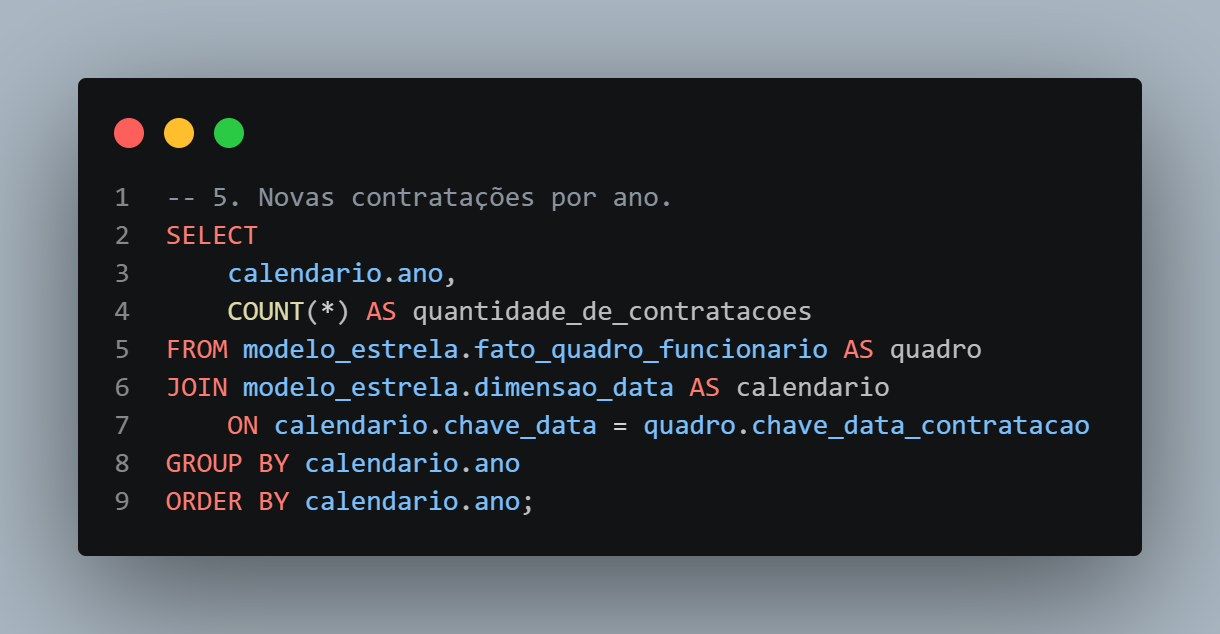 1 -- 5. Novas contratações por ano.
2 SELECT
3     calendario.ano,
4     COUNT(*) AS quantidade_de_contratacoes
5 FROM modelo_estrela.fato_quadro_funcionario AS quadro
6 JOIN modelo_estrela.dimensao_data AS calendario
7     ON calendario.chave_data = quadro.chave_data_contratacao
8 GROUP BY calendario.ano
9 ORDER BY calendario.ano;